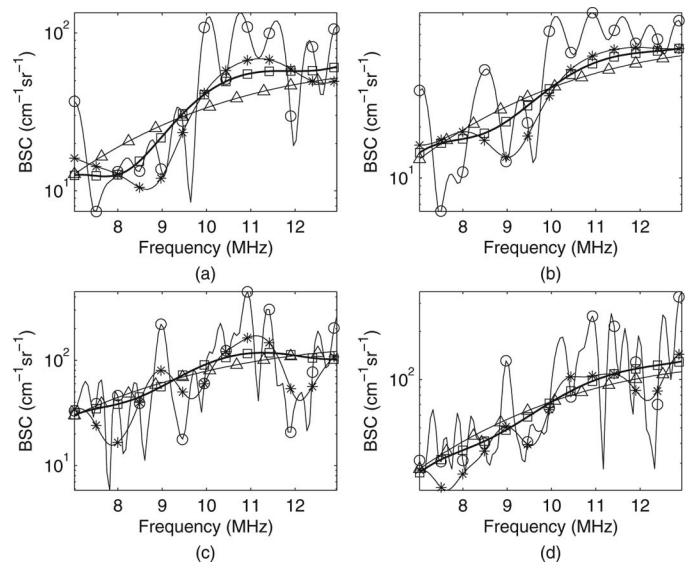 10²
10¹
BSC (cm⁻¹sr⁻¹)
8 9 10 11 12
Frequency (MHz)
(a)
10¹
BSC (cm⁻¹sr⁻¹)
8 9 10 11 12
Frequency (MHz)
(b)
10²
10¹
BSC (cm⁻¹sr⁻¹)
8 9 10 11 12
Frequency (MHz)
(c)
10²
BSC (cm⁻¹sr⁻¹)
8 9 10 11 12
Frequency (MHz)
(d)